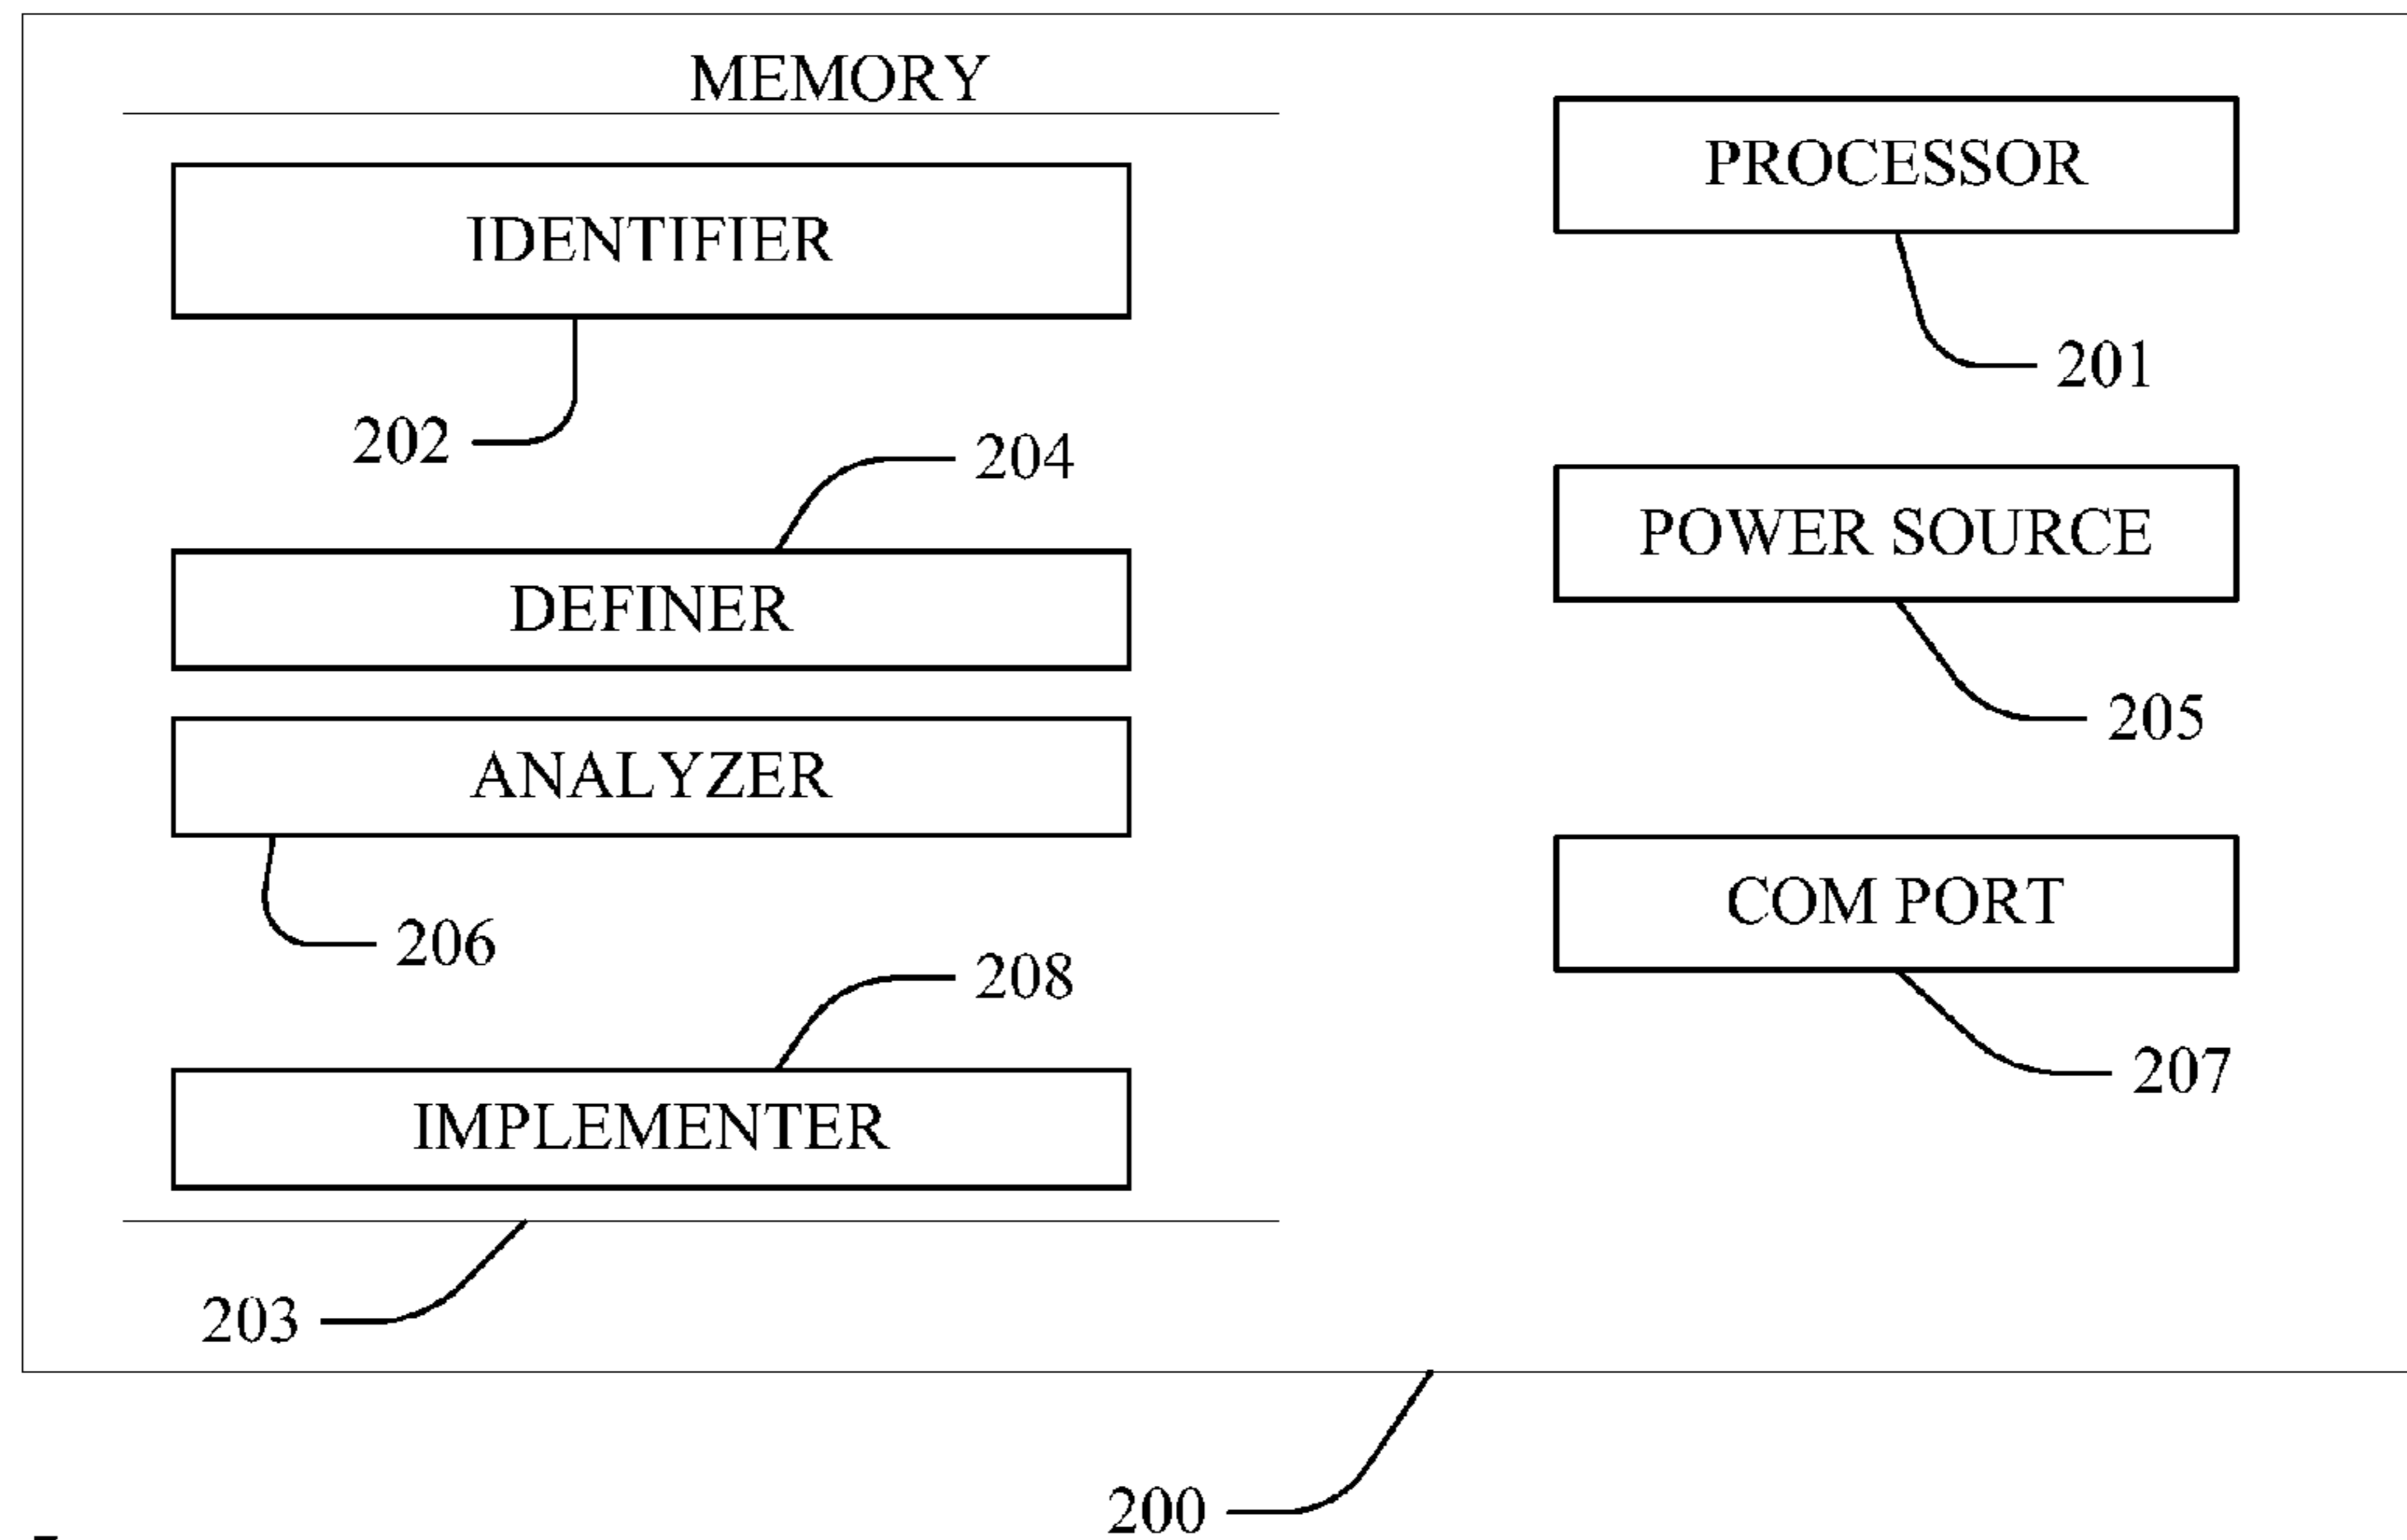 MEMORY
IDENTIFIER
202
204
DEFINER
ANALYZER
206
208
IMPLEMENTER
203
PROCESSOR
201
POWER SOURCE
205
COM PORT
207
200